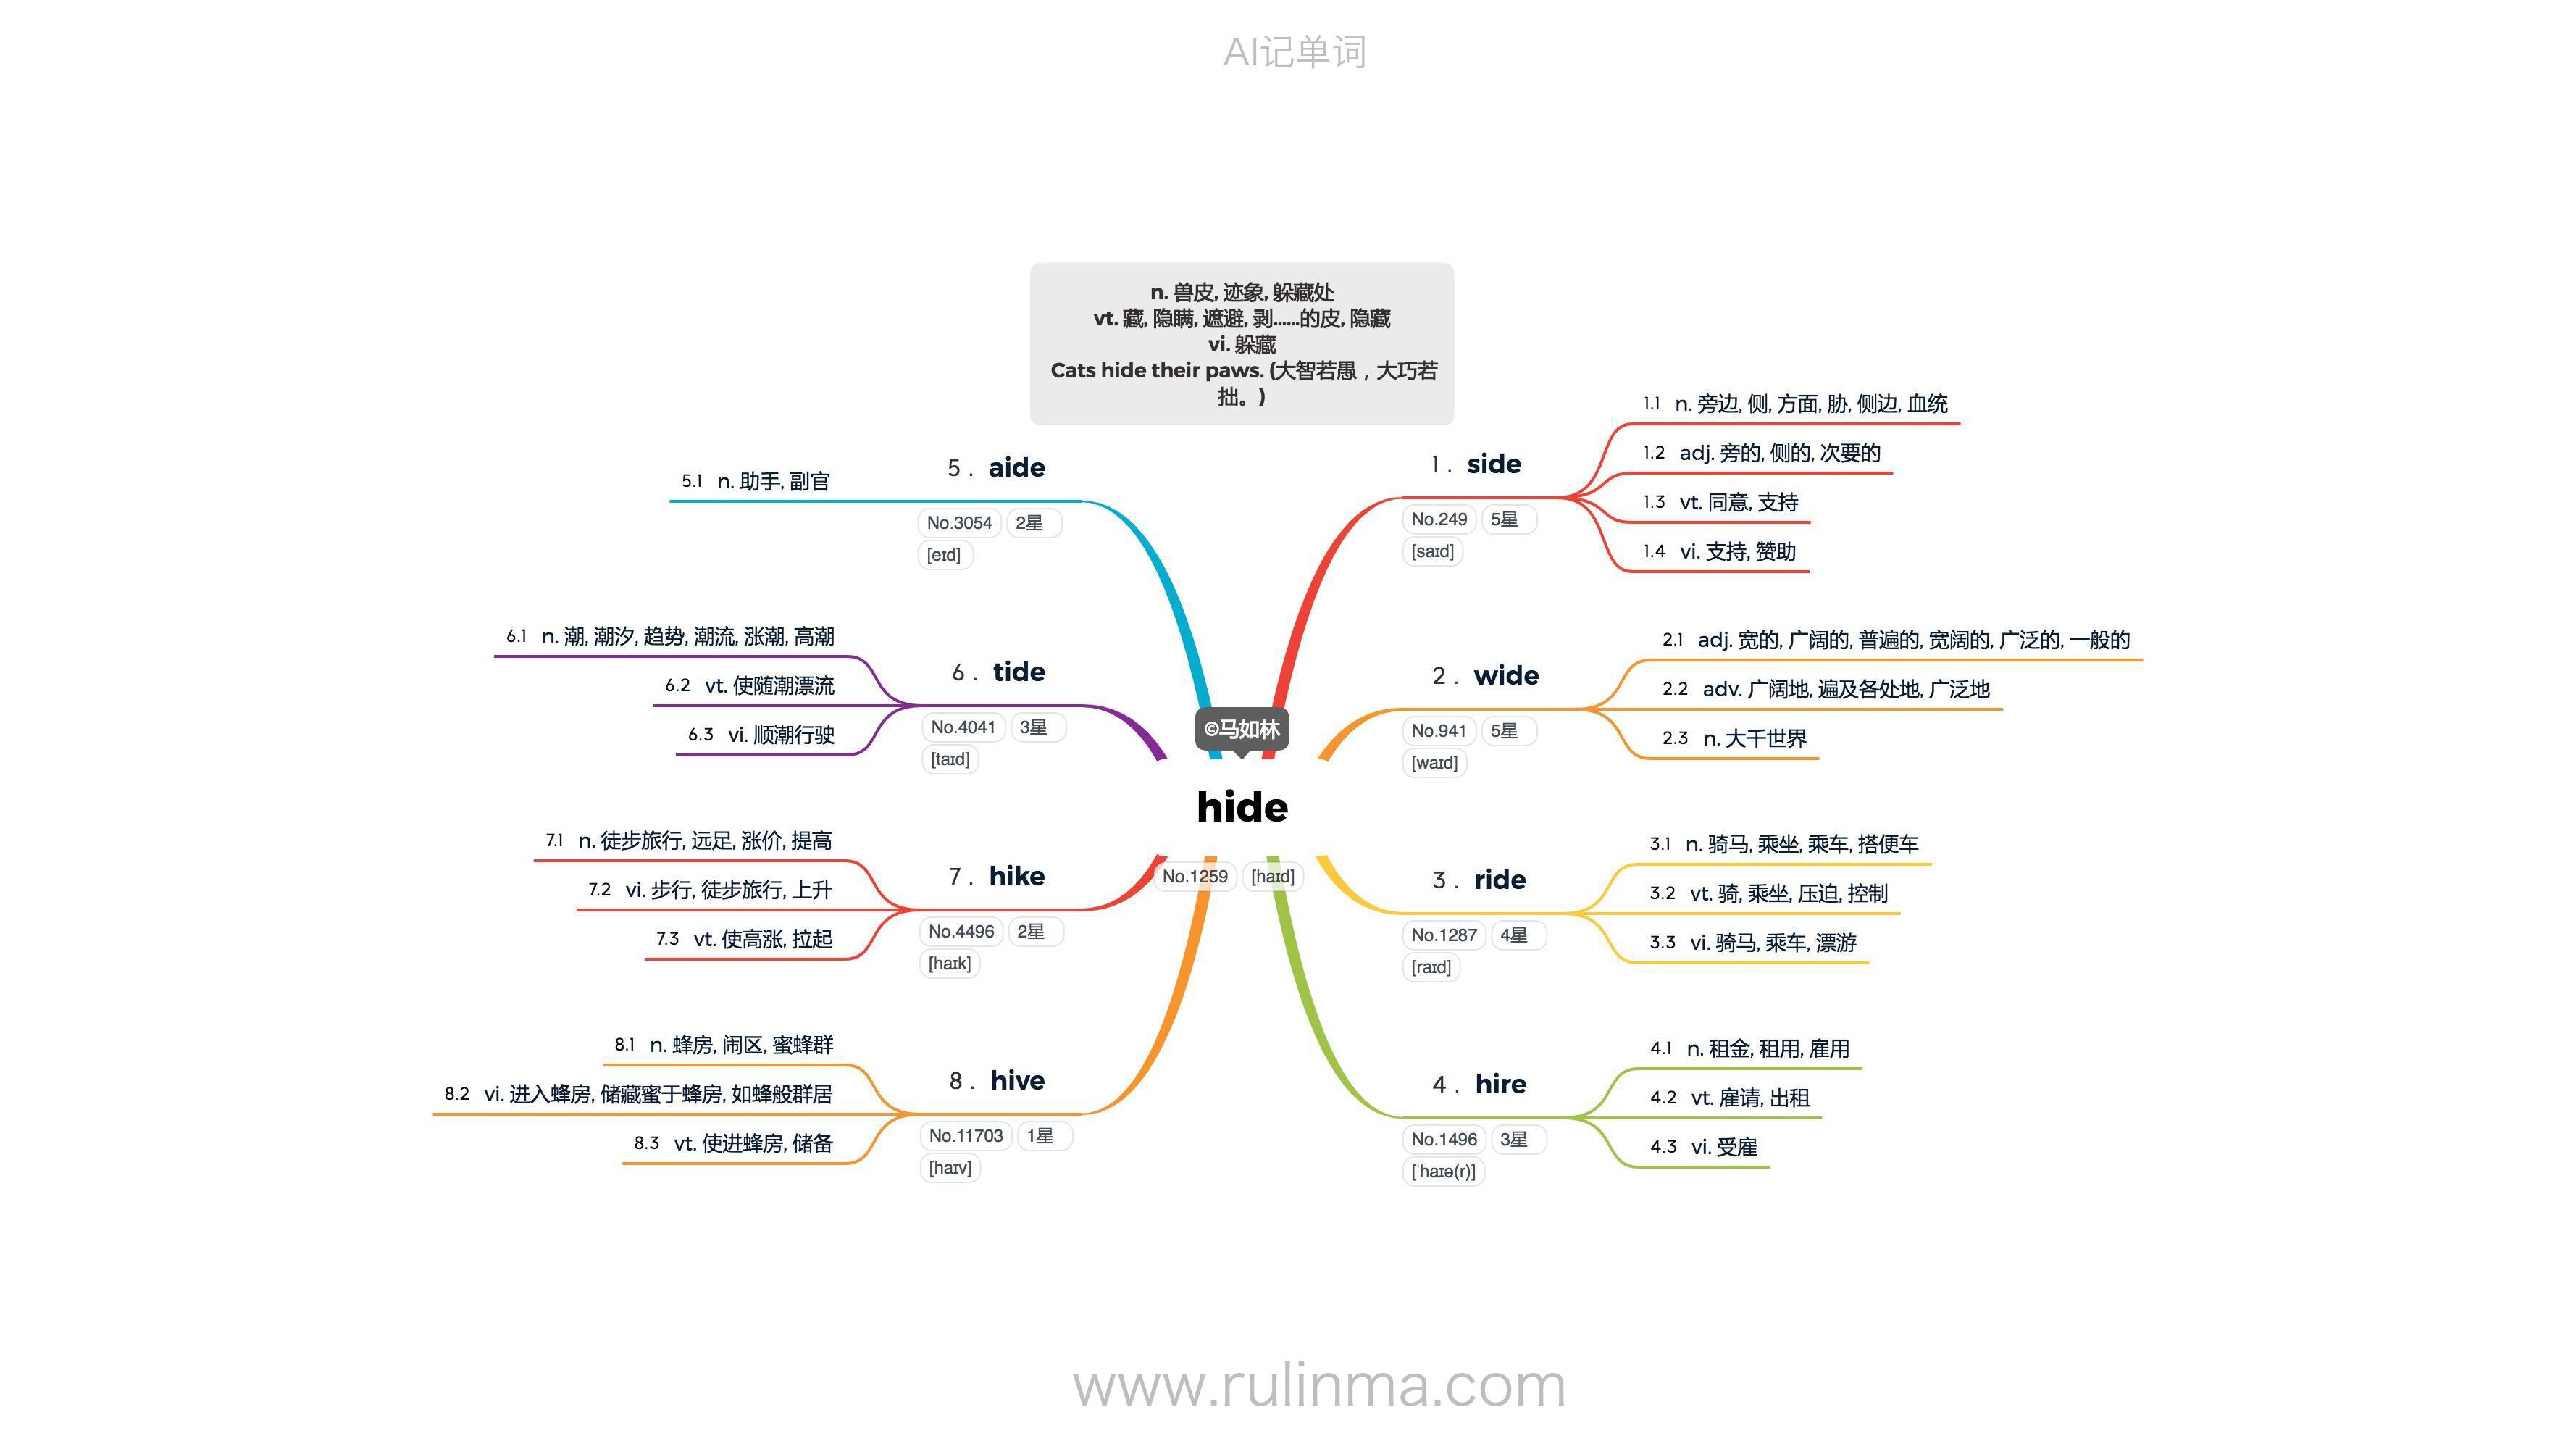 AI记单词
n. 兽皮, 迹象, 躲藏处
vt. 藏, 隐瞒, 遮避, 剥......的皮, 隐藏
vi. 躲藏
Cats hide their paws. (大智若愚，大巧若
拙。)
©马如林
hide
No.1259 [haɪd]
1. side
No.249 5星
[saɪd]
1.1 n. 旁边, 侧, 方面, 胁, 侧边, 血统
1.2 adj. 旁的, 侧的, 次要的
1.3 vt. 同意, 支持
1.4 vi. 支持, 赞助
2. wide
No.941 5星
[waɪd]
2.1 adj. 宽的, 广阔的, 普遍的, 宽阔的, 广泛的, 一般的
2.2 adv. 广阔地, 遍及各处地, 广泛地
2.3 n. 大千世界
3. ride
No.1287 4星
[raɪd]
3.1 n. 骑马, 乘坐, 乘车, 搭便车
3.2 vt. 骑, 乘坐, 压迫, 控制
3.3 vi. 骑马, 乘车, 漂游
4. hire
No.1496 3星
[ˈhaɪə(r)]
4.1 n. 租金, 租用, 雇用
4.2 vt. 雇请, 出租
4.3 vi. 受雇
5. aide
No.3054 2星
[eɪd]
5.1 n. 助手, 副官
6. tide
No.4041 3星
[taɪd]
6.1 n. 潮, 潮汐, 趋势, 潮流, 涨潮, 高潮
6.2 vt. 使随潮漂流
6.3 vi. 顺潮行驶
7. hike
No.4496 2星
[haɪk]
7.1 n. 徒步旅行, 远足, 涨价, 提高
7.2 vi. 步行, 徒步旅行, 上升
7.3 vt. 使高涨, 拉起
8. hive
No.11703 1星
[haɪv]
8.1 n. 蜂房, 闹区, 蜜蜂群
8.2 vi. 进入蜂房, 储藏蜜于蜂房, 如蜂般群居
8.3 vt. 使进蜂房, 储备
www.rulinma.com